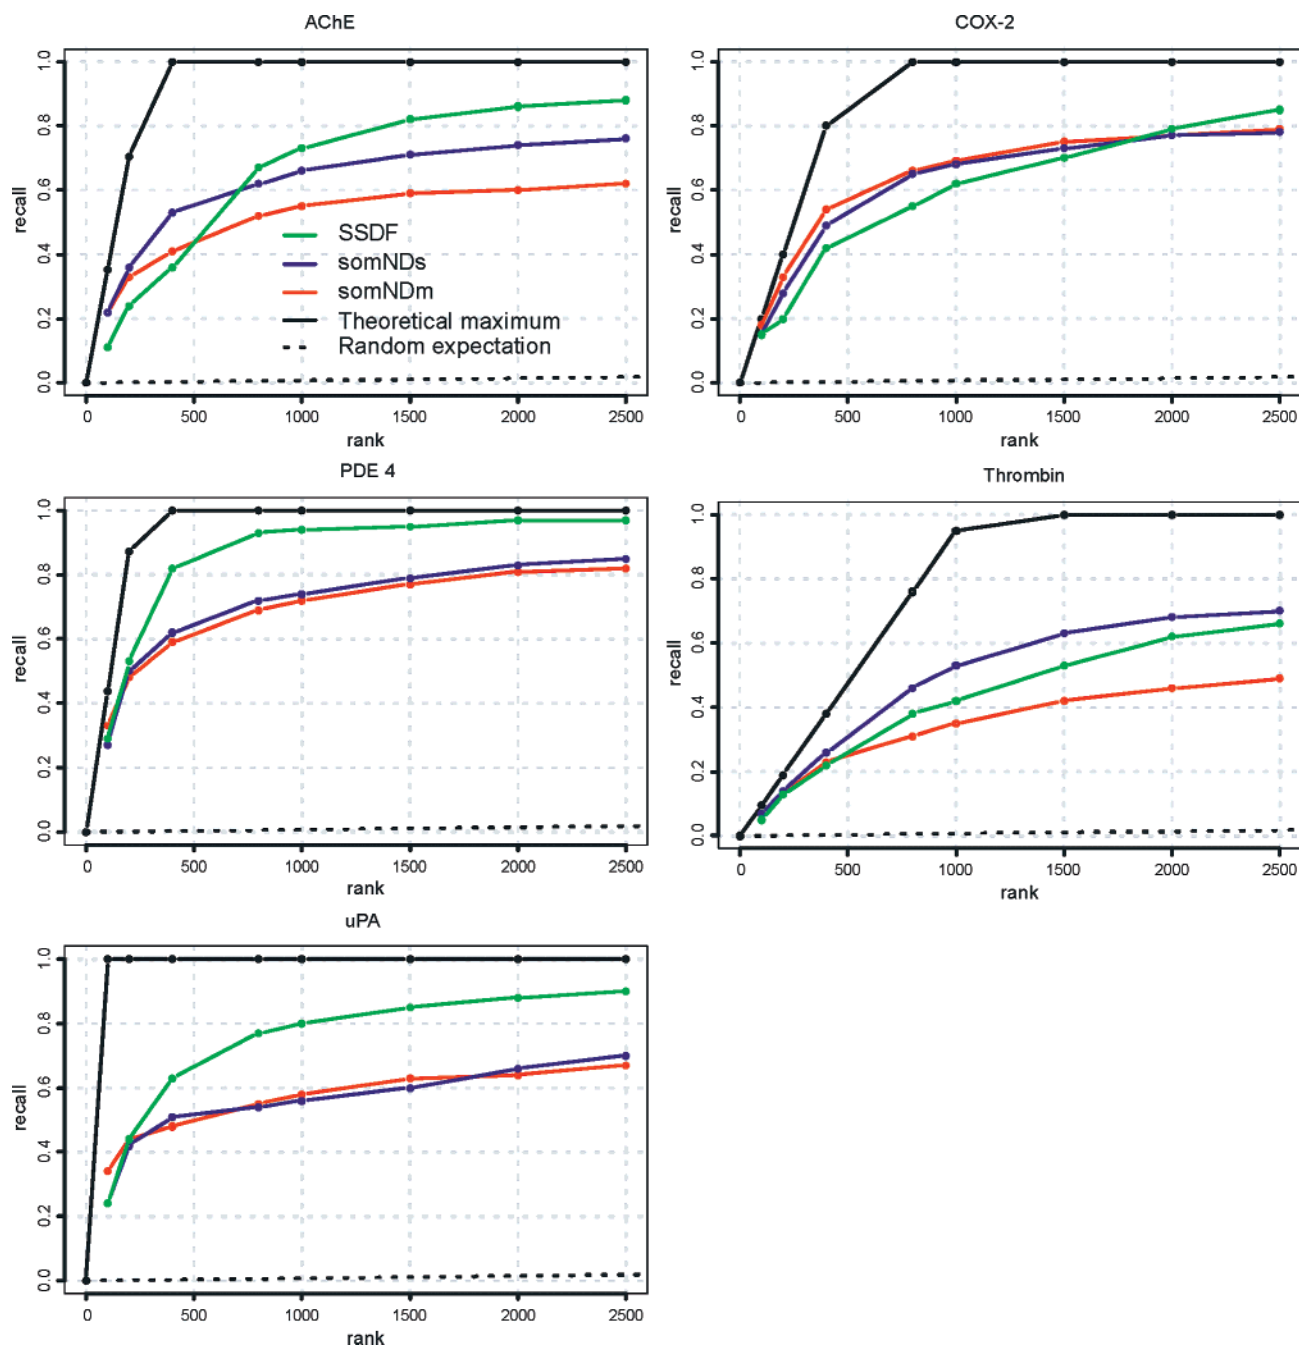 AChE
1.0
0.8
0.6
0.4
0.2
0.0
recall
SSDF
somNDs
somNDm
Theoretical maximum
Random expectation
0 500 1000 1500 2000 2500
rank
COX-2
1.0
0.8
0.6
0.4
0.2
0.0
recall
0 500 1000 1500 2000 2500
rank
PDE 4
1.0
0.8
0.6
0.4
0.2
0.0
recall
0 500 1000 1500 2000 2500
rank
Thrombin
1.0
0.8
0.6
0.4
0.2
0.0
recall
0 500 1000 1500 2000 2500
rank
uPA
1.0
0.8
0.6
0.4
0.2
0.0
recall
0 500 1000 1500 2000 2500
rank